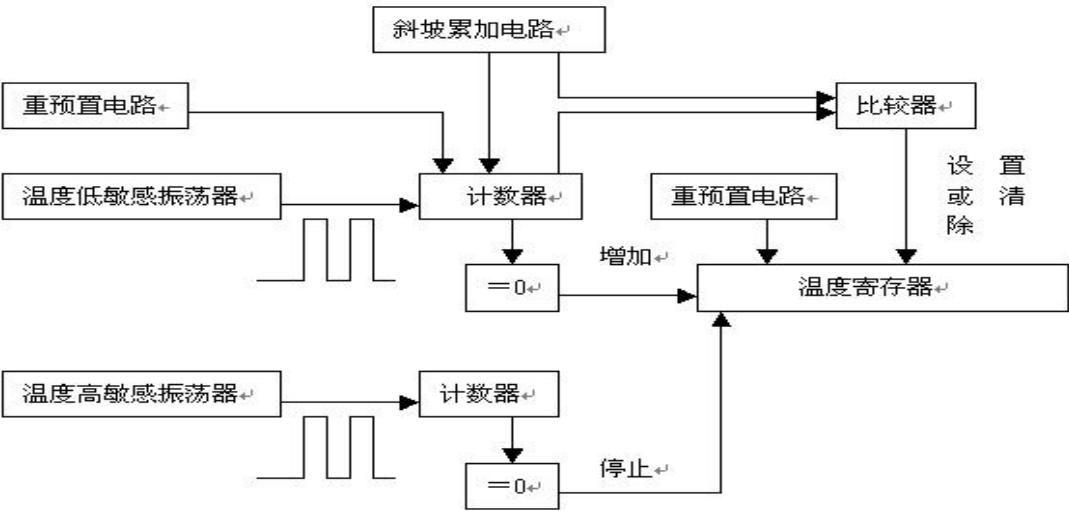 斜坡累加电路↵
重预置电路↵
比较器↵
温度低敏感振荡器↵
计数器↵
重预置电路↵
设 置
或 清
除
增加↵
＝0↵
温度寄存器↵
温度高敏感振荡器↵
计数器↵
停止↵
＝0↵